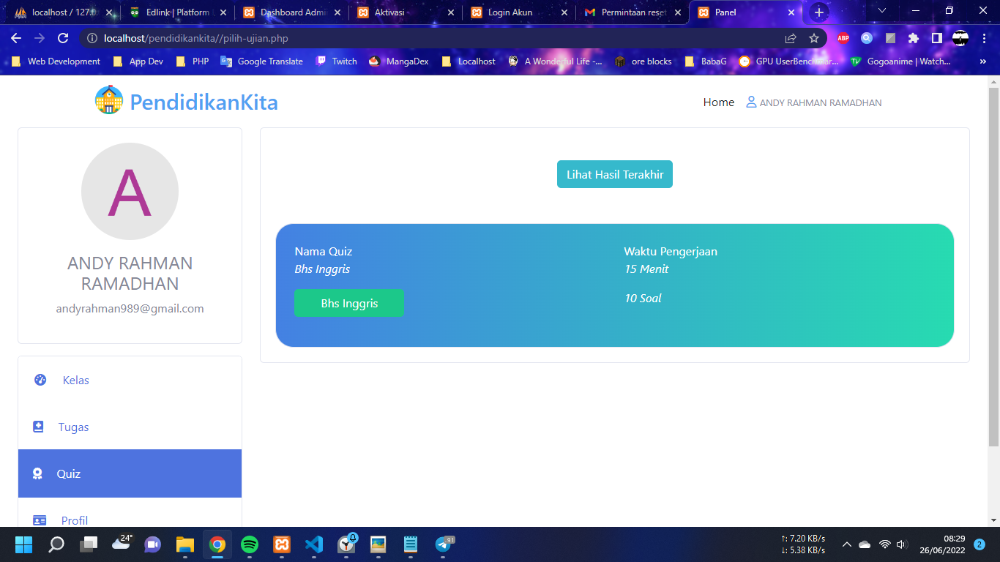 localhost / 127.0.
Edlink | Platform
Dashboard Admi
Aktivasi
Login Akun
Permintaan reset
Panel
localhost/pendidikankita//pilih-ujian.php
ABP
Web Development
App Dev
PHP
Google Translate
Twitch
MangaDex
Localhost
A Wonderful Life -...
ore blocks
BabaG
GPU UserBenchmar...
Gogoanime | Watch...
»
PendidikanKita
Home
ANDY RAHMAN RAMADHAN
A
ANDY RAHMAN
RAMADHAN
andyrahman989@gmail.com
Kelas
Tugas
Quiz
Profil
Lihat Hasil Terakhir
Nama Quiz
Bhs Inggris
Bhs Inggris
Waktu Pengerjaan
15 Menit
10 Soal
24°
91
↑: 7.20 KB/s
↓: 5.38 KB/s
08:29
26/06/2022
2